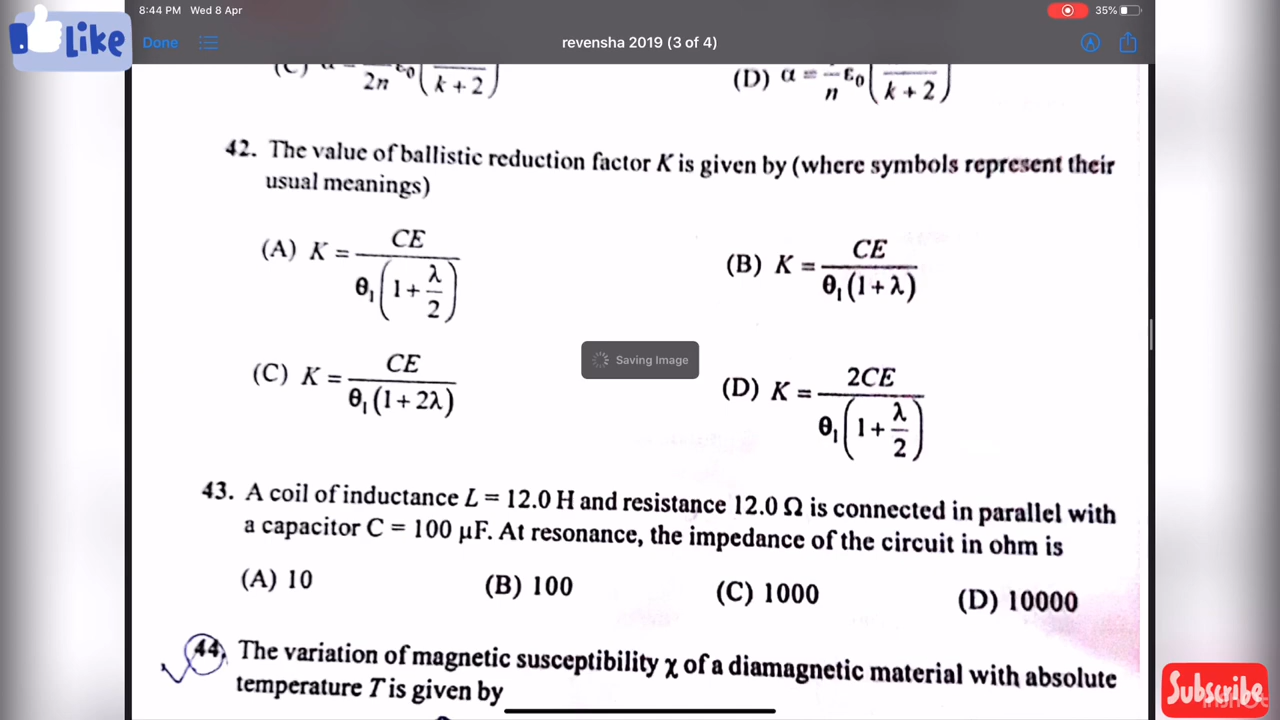 8:44 PM Wed 8 Apr
35%
Like
Done
revensha 2019 (3 of 4)
2n ε0 ( k + 2 )
(D) α = n ε0 ( k + 2 )
42. The value of ballistic reduction factor K is given by (where symbols represent their
usual meanings)
(A) K = CE / θ1(1 + λ/2)
(B) K = CE / θ1(1+λ)
(C) K = CE / θ1(1+2λ)
(D) K = 2CE / θ1(1 + λ/2)
Saving Image
43. A coil of inductance L = 12.0 H and resistance 12.0 Ω is connected in parallel with
a capacitor C = 100 μF. At resonance, the impedance of the circuit in ohm is
(A) 10 (B) 100 (C) 1000 (D) 10000
44. The variation of magnetic susceptibility χ of a diamagnetic material with absolute
temperature T is given by
Subscribe